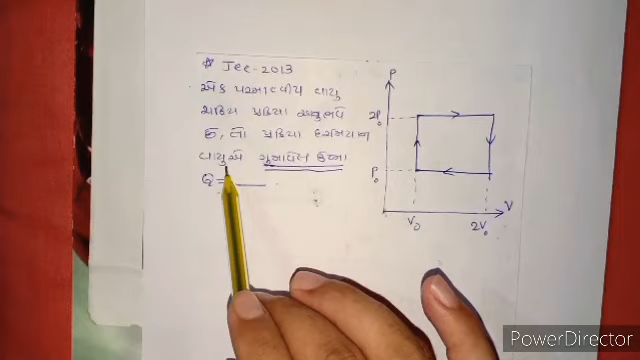 * Jee-2013
એક પરમાણ્વીય વાયુ
ચક્રિય પ્રક્રિયા અનુભવે
છે, તો પ્રક્રિયા દરમિયાન
વાયુએ ગુમાવેલ ઉષ્મા
Q=
P
2P₀
P₀
V₀
2V₀
V
PowerDirector